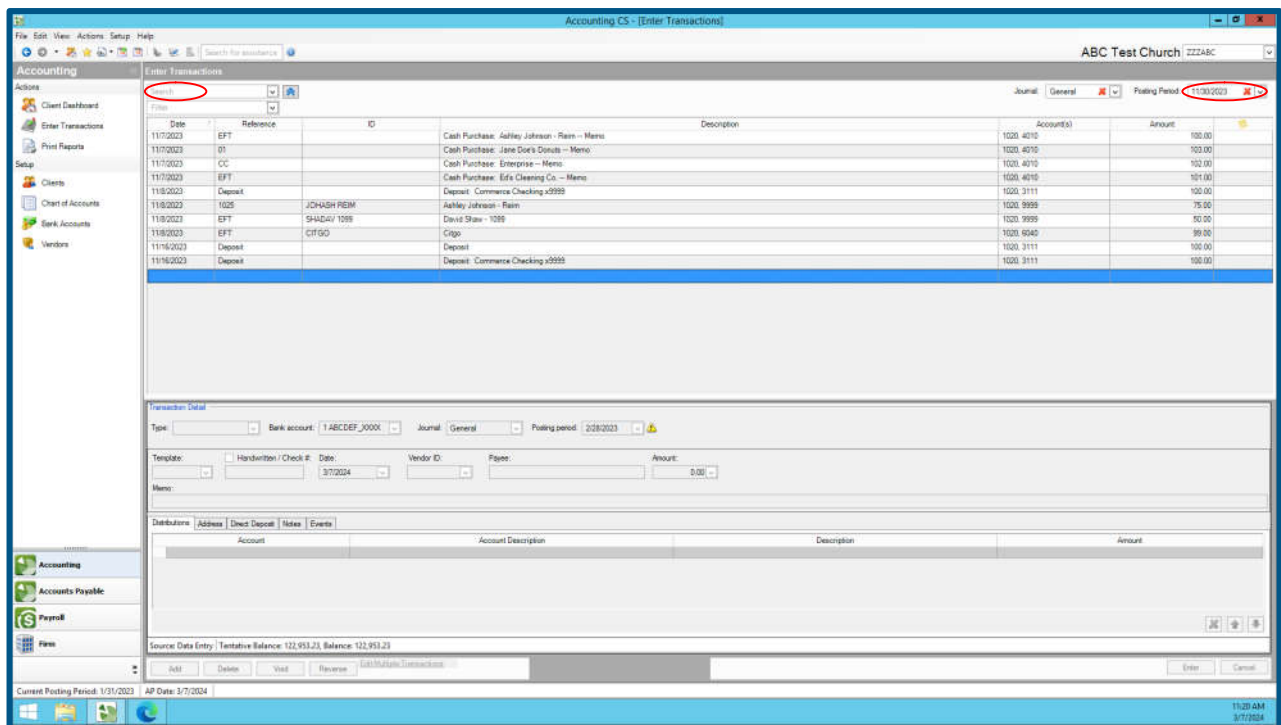 Accounting CS - [Enter Transactions]
File Edit View Actions Setup Help
Search for assistance
ABC Test Church ZZZABC
Accounting
Enter Transactions
Actions
Search
Journal: General
Posting Period: 11/30/2023
Client Dashboard
Filter
Enter Transactions
Date Reference ID Description Account(s) Amount
Print Reports
11/7/2023 EFT Cash Purchase: Ashley Johnson - Reim -- Memo 1020, 4010 100.00
11/7/2023 01 Cash Purchase: Jane Doe's Donuts -- Memo 1020, 4010 103.00
Setup
11/7/2023 CC Cash Purchase: Enterprise -- Memo 1020, 4010 102.00
Clients
11/7/2023 EFT Cash Purchase: Ed's Cleaning Co. -- Memo 1020, 4010 101.00
11/8/2023 Deposit Deposit: Commerce Checking x9999 1020, 3111 100.00
Chart of Accounts
11/8/2023 1025 JOHASH REIM Ashley Johnson - Reim 1020, 9999 75.00
Bank Accounts
11/8/2023 EFT SHADAV 1099 David Shaw - 1099 1020, 9999 50.00
11/8/2023 EFT CITGO Citgo 1020, 6040 99.00
Vendors
11/16/2023 Deposit Deposit 1020, 3111 100.00
11/16/2023 Deposit Deposit: Commerce Checking x9999 1020, 3111 100.00
Transaction Detail
Type: Bank account: 1 ABCDEF_XXXX Journal: General Posting period: 2/28/2023
Template: Handwritten / Check #: Date: Vendor ID: Payee: Amount:
3/7/2024 0.00
Memo:
Distributions Address Direct Deposit Notes Events
Account Account Description Description Amount
Accounting
Accounts Payable
Payroll
Firm
Source: Data Entry Tentative Balance: 122,953.23, Balance: 122,953.23
Add Delete Void Reverse Edit Multiple Transactions Enter Cancel
Current Posting Period: 1/31/2023 AP Date: 3/7/2024
11:20 AM
3/7/2024